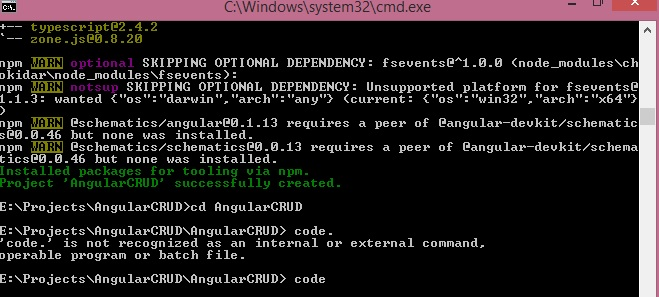 C:\Windows\system32\cmd.exe
+-- typescript@2.4.2
`-- zone.js@0.8.20
npm WARN optional SKIPPING OPTIONAL DEPENDENCY: fsevents@^1.0.0 (node_modules\ch
okidar\node_modules\fsevents):
npm WARN notsup SKIPPING OPTIONAL DEPENDENCY: Unsupported platform for fsevents@
1.1.3: wanted {"os":"darwin","arch":"any"} (current: {"os":"win32","arch":"x64"}
)
npm WARN @schematics/angular@0.1.13 requires a peer of @angular-devkit/schematic
s@0.0.46 but none was installed.
npm WARN @schematics/schematics@0.0.13 requires a peer of @angular-devkit/schema
tics@0.0.46 but none was installed.
Installed packages for tooling via npm.
Project 'AngularCRUD' successfully created.
E:\Projects\AngularCRUD>cd AngularCRUD
E:\Projects\AngularCRUD\AngularCRUD> code.
'code.' is not recognized as an internal or external command,
operable program or batch file.
E:\Projects\AngularCRUD\AngularCRUD> code